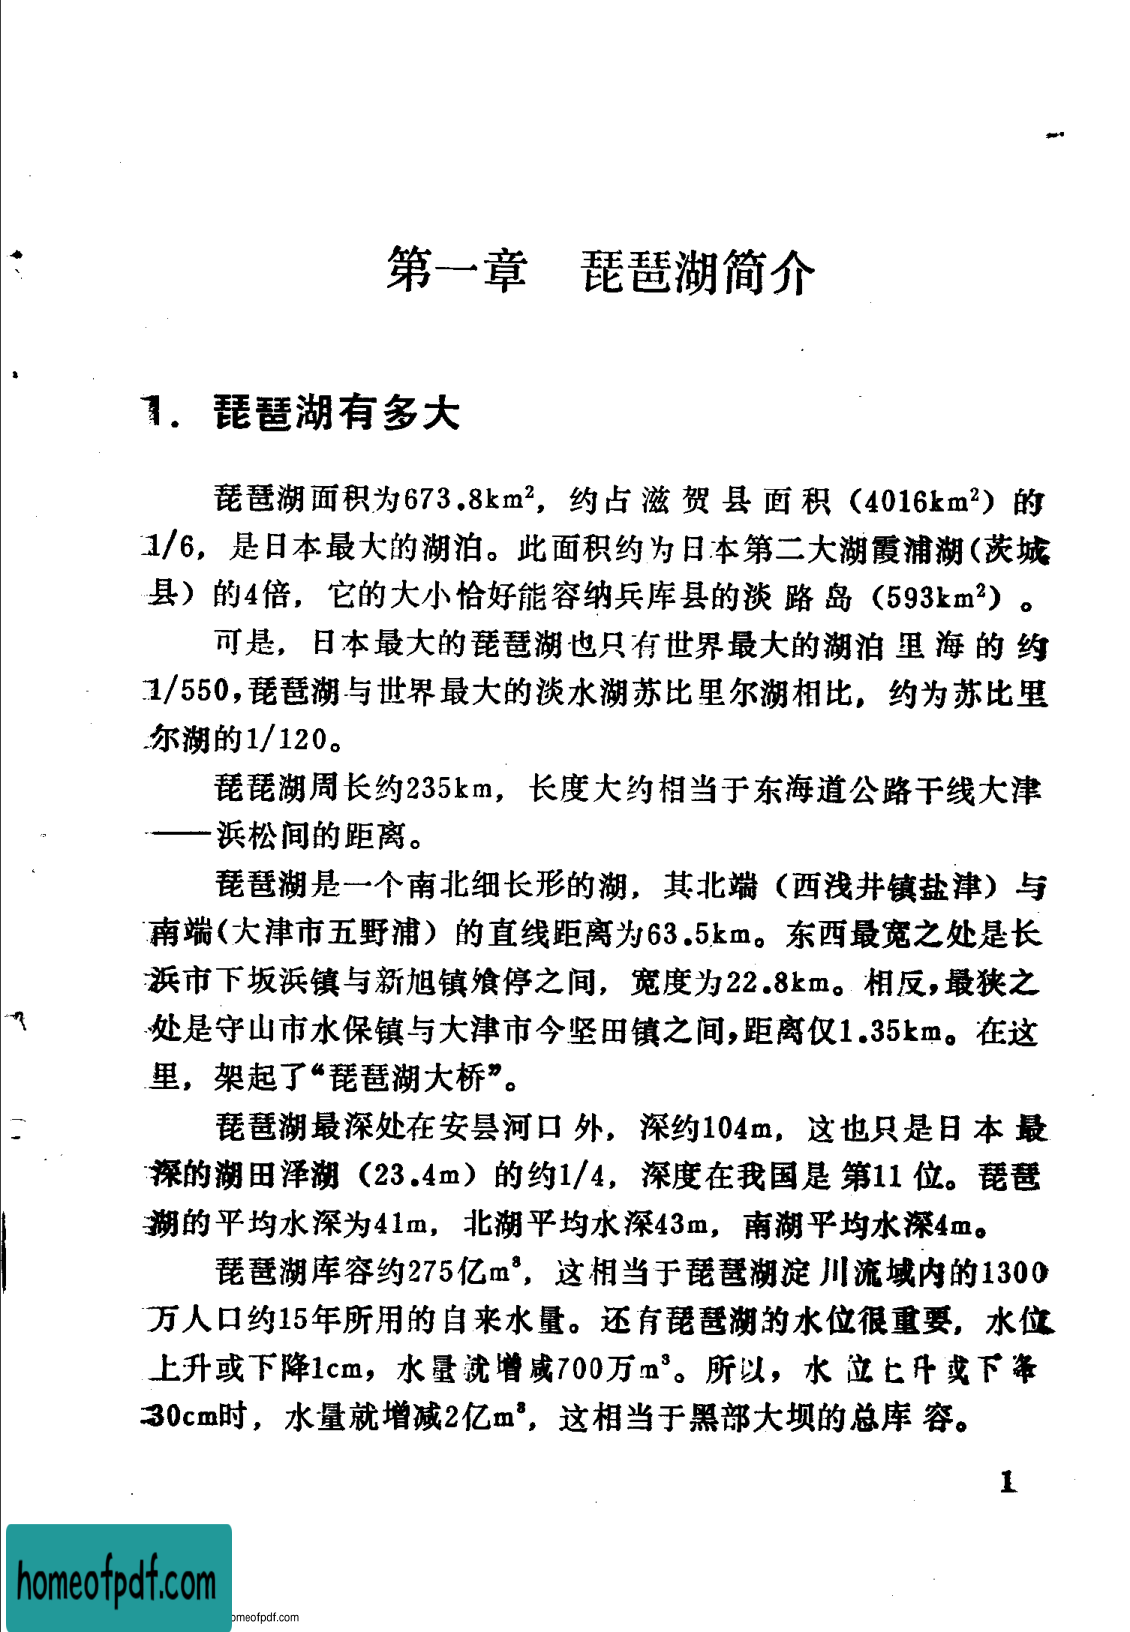 第一章 琵琶湖简介
1. 琵琶湖有多大
琵琶湖面积为673.8km²，约占滋贺县面积（4016km²）的
1/6，是日本最大的湖泊。此面积约为日本第二大湖霞浦湖(茨城
县）的4倍，它的大小恰好能容纳兵库县的淡路岛（593km²）。
可是，日本最大的琵琶湖也只有世界最大的湖泊里海的约
1/550，琵琶湖与世界最大的淡水湖苏比里尔湖相比，约为苏比里
尔湖的1/120。
琵琶湖周长约235km，长度大约相当于东海道公路干线大津
——浜松间的距离。
琵琶湖是一个南北细长形的湖，其北端（西浅井镇盐津）与
南端(大津市五野浦）的直线距离为63.5km。东西最宽之处是长
浜市下坂浜镇与新旭镇飨停之间，宽度为22.8km。相反，最狭之
处是守山市水保镇与大津市今坚田镇之间，距离仅1.35km。在这
里，架起了“琵琶湖大桥”。
琵琶湖最深处在安昙河口外，深约104m，这也只是日本最
深的湖田泽湖（23.4m）的约1/4，深度在我国是第11位。琵琶
湖的平均水深为41m，北湖平均水深43m，南湖平均水深4m。
琵琶湖库容约275亿m³，这相当于琵琶湖淀川流域内的1300
万人口约15年所用的自来水量。还有琵琶湖的水位很重要，水位
上升或下降1cm，水量就增减700万m³。所以，水位上升或下降
30cm时，水量就增减2亿m³，这相当于黑部大坝的总库容。
1
homeofpdf.com
omeofpdf.com